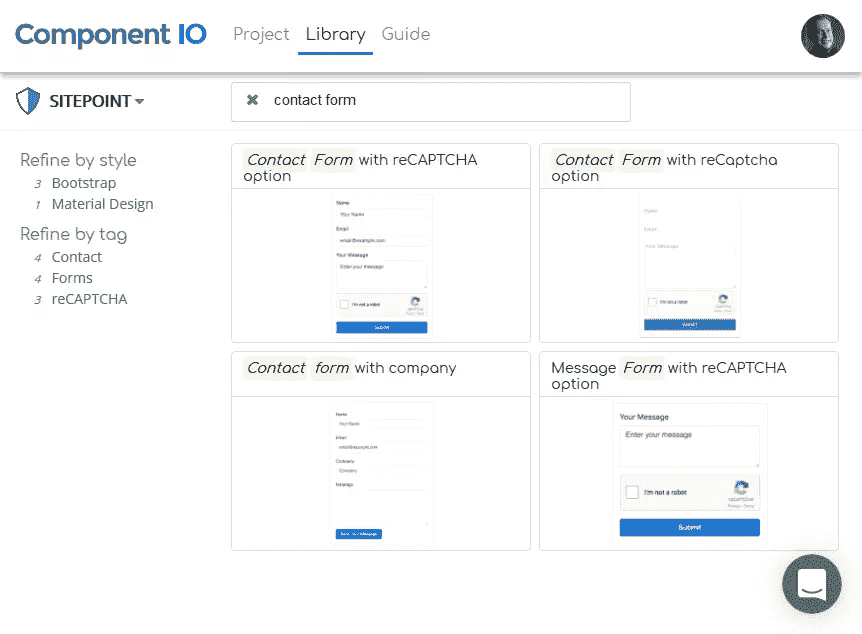 Component IO
Project Library Guide
SITEPOINT
contact form
Refine by style
3 Bootstrap
1 Material Design
Refine by tag
4 Contact
4 Forms
3 reCAPTCHA
Contact Form with reCAPTCHA
option
Name
Your Name
Email
email@example.com
Your Message
Enter your message
I'm not a robot
Submit
Contact Form with reCaptcha
option
Name
Email
Your Message
I'm not a robot
Contact form with company
Name
Your Name
Email
email@example.com
Company
Company
Message
Message Form with reCAPTCHA
option
Your Message
Enter your message
I'm not a robot
reCAPTCHA
Privacy - Terms
Submit